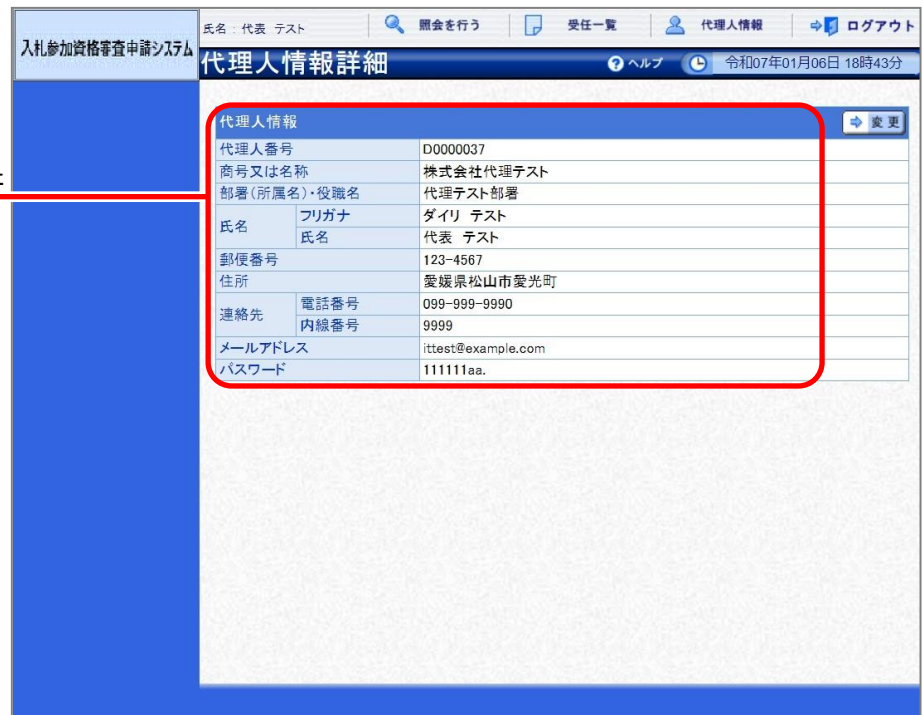 入札参加資格審査申請システム
氏名：代表 テスト
照会を行う
受任一覧
代理人情報
ログアウト
代理人情報詳細
ヘルプ
令和07年01月06日 18時43分
代理人情報
変更
代理人番号 D0000037
商号又は名称 株式会社代理テスト
部署(所属名)・役職名 代理テスト部署
氏名 フリガナ ダイリ テスト
氏名 代表 テスト
郵便番号 123-4567
住所 愛媛県松山市愛光町
連絡先 電話番号 099-999-9990
内線番号 9999
メールアドレス ittest@example.com
パスワード 111111aa.